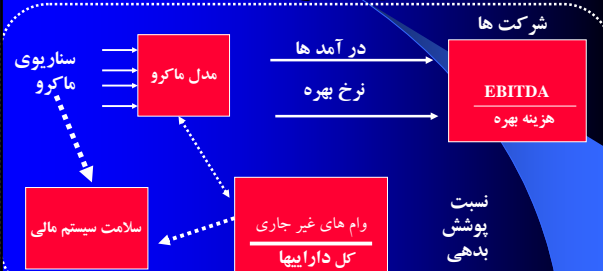 شرکت ها
سناریوی
ماکرو
مدل ماکرو
در آمد ها
نرخ بهره
EBITDA
هزینه بهره
سلامت سیستم مالی
وام های غیر جاری
کل داراییها
نسبت
پوشش
بدهی